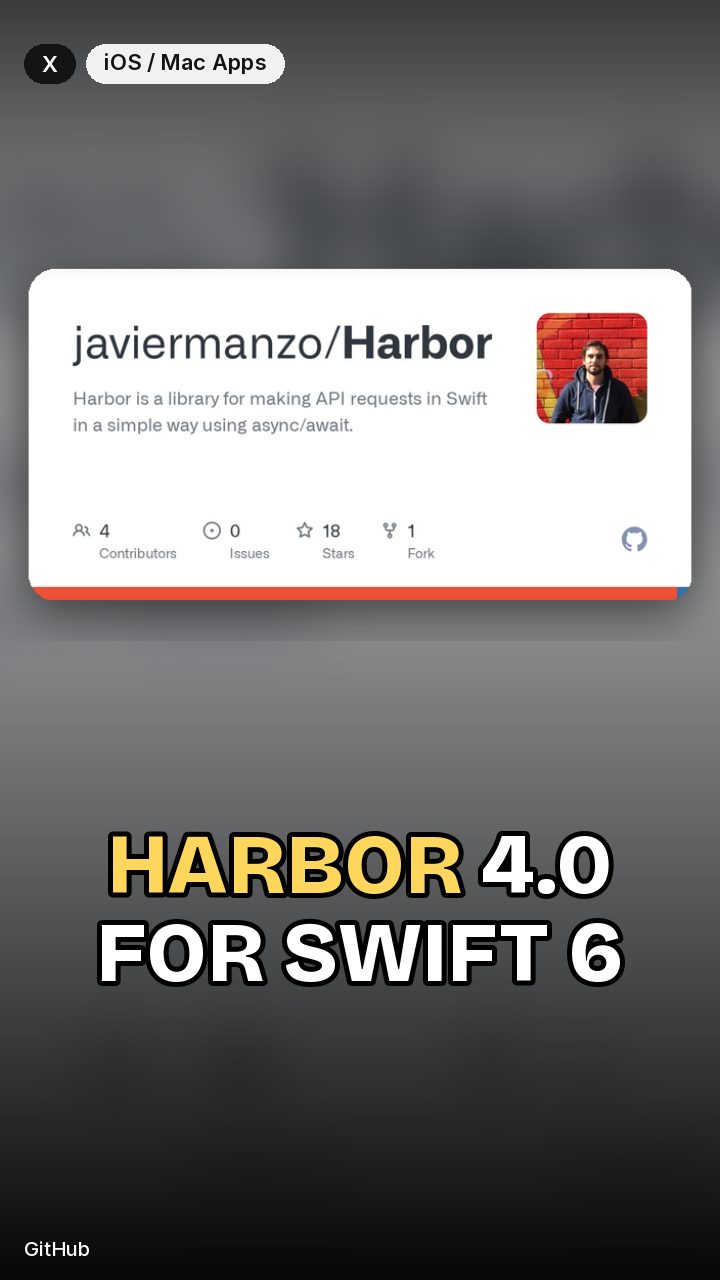 X
iOS / Mac Apps
javiermanzo/Harbor
Harbor is a library for making API requests in Swift
in a simple way using async/await.
4
Contributors
0
Issues
18
Stars
1
Fork
HARBOR 4.0
FOR SWIFT 6
GitHub